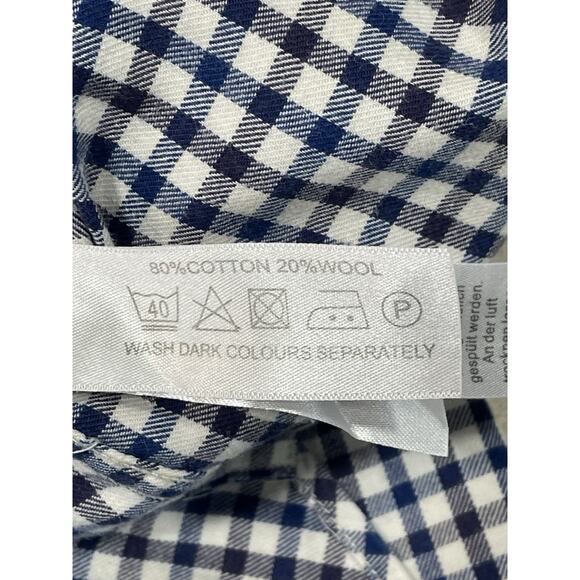 80%COTTON 20%WOOL
40
P
WASH DARK COLOURS SEPARATELY
gespült werden.
An der luft